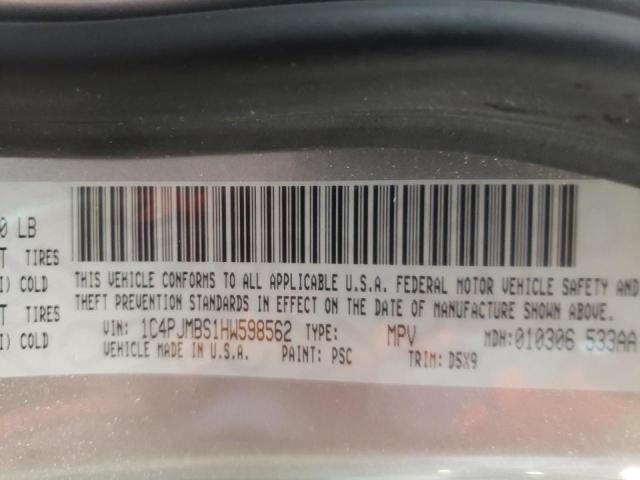 0 LB
T TIRES
I) COLD
T TIRES
I) COLD
THIS VEHICLE CONFORMS TO ALL APPLICABLE U.S.A. FEDERAL MOTOR VEHICLE SAFETY AND
THEFT PREVENTION STANDARDS IN EFFECT ON THE DATE OF MANUFACTURE SHOWN ABOVE.
VIN: 1C4PJMBS1HW598562 TYPE: MPV MDH: 010306 533AA
VEHICLE MADE IN U.S.A. PAINT: PSC TRIM: D5X9